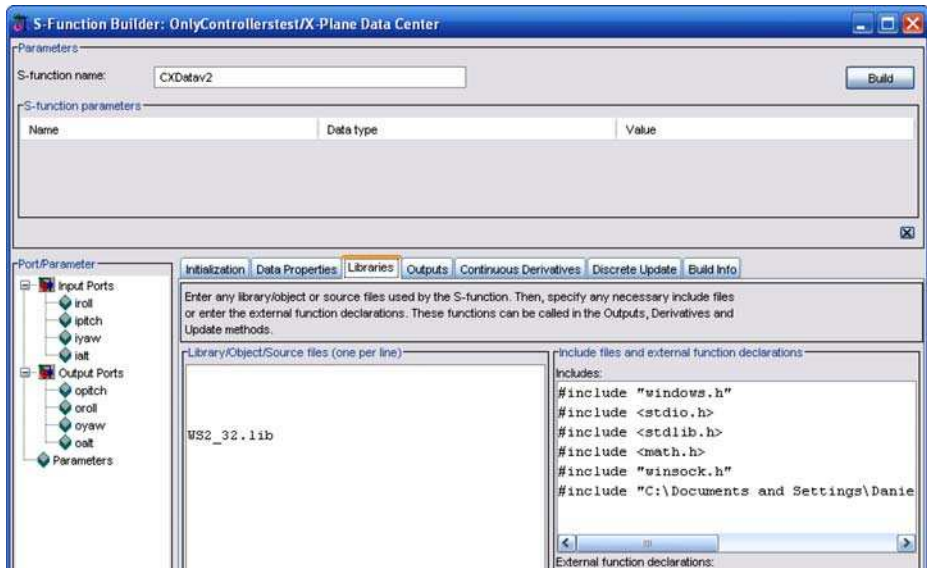 S-Function Builder: OnlyControllerstest/X-Plane Data Center
Parameters
S-function name:
CXDatav2
Build
S-function parameters
Name
Data type
Value
Port/Parameter
Input Ports
iroll
ipitch
iyaw
ialt
Output Ports
opitch
oroll
oyaw
oalt
Parameters
Initialization
Data Properties
Libraries
Outputs
Continuous Derivatives
Discrete Update
Build Info
Enter any library/object or source files used by the S-function. Then, specify any necessary include files
or enter the external function declarations. These functions can be called in the Outputs, Derivatives and
Update methods.
Library/Object/Source files (one per line)
WS2_32.lib
Include files and external function declarations
Includes:
#include "windows.h"
#include <stdio.h>
#include <stdlib.h>
#include <math.h>
#include "winsock.h"
#include "C:\Documents and Settings\Danie
External function declarations: